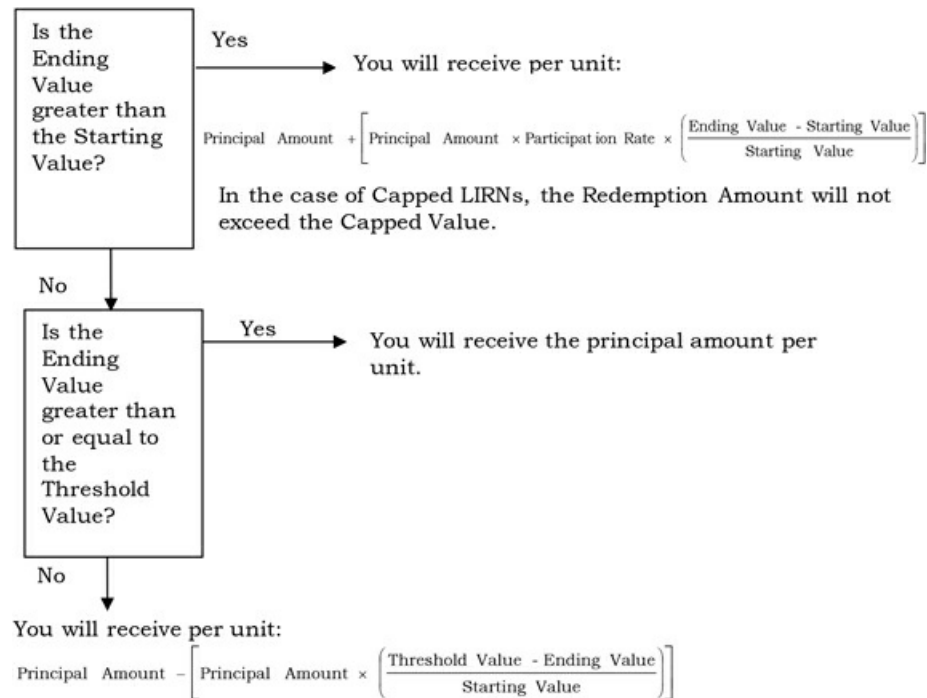 Is the
Ending
Value
greater than
the Starting
Value?
Yes
You will receive per unit:
Principal Amount + [Principal Amount × Participat ion Rate × (Ending Value - Starting Value / Starting Value)]
In the case of Capped LIRNs, the Redemption Amount will not
exceed the Capped Value.
No
Is the
Ending
Value
greater than
or equal to
the
Threshold
Value?
Yes
You will receive the principal amount per
unit.
No
You will receive per unit:
Principal Amount – [Principal Amount × (Threshold Value - Ending Value / Starting Value)]